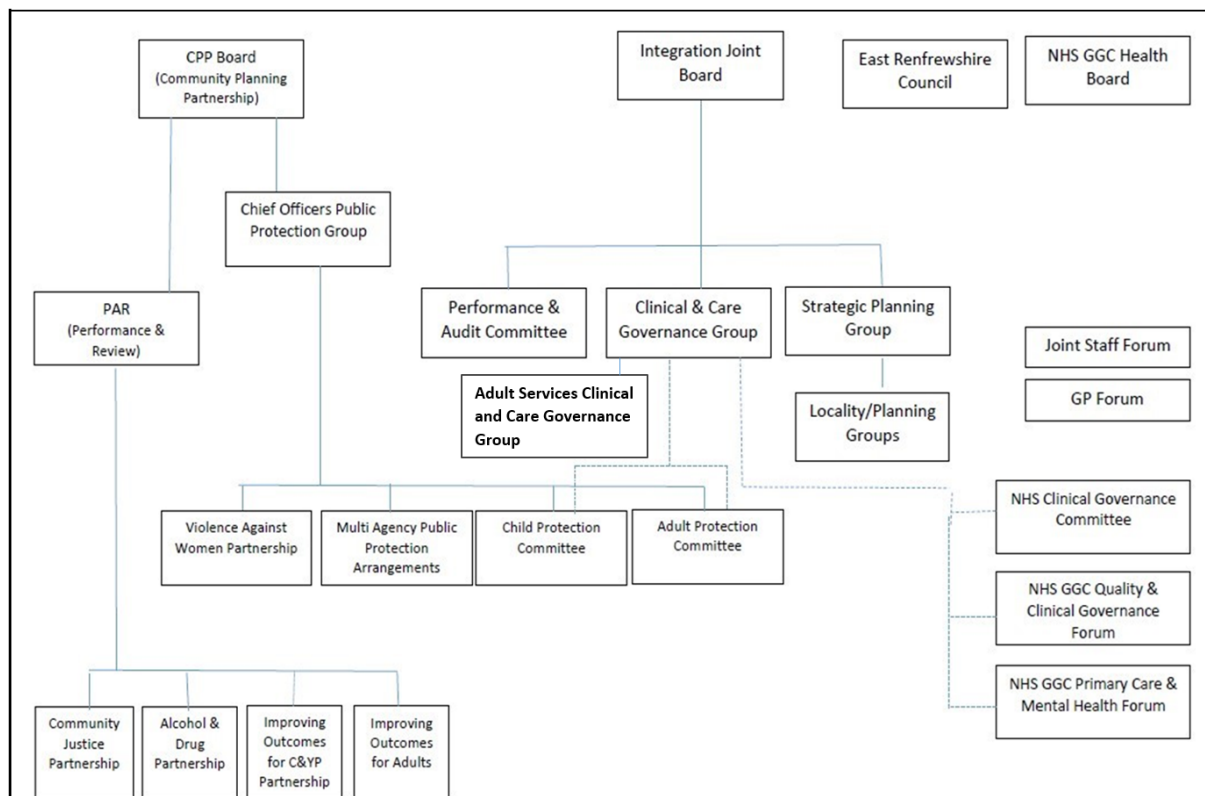 CPP Board
(Community Planning
Partnership)
Integration Joint
Board
East Renfrewshire
Council
NHS GGC Health
Board
Chief Officers Public
Protection Group
PAR
(Performance &
Review)
Performance &
Audit Committee
Clinical & Care
Governance Group
Strategic Planning
Group
Joint Staff Forum
GP Forum
Adult Services Clinical
and Care Governance
Group
Locality/Planning
Groups
Violence Against
Women Partnership
Multi Agency Public
Protection
Arrangements
Child Protection
Committee
Adult Protection
Committee
NHS Clinical Governance
Committee
NHS GGC Quality &
Clinical Governance
Forum
NHS GGC Primary Care &
Mental Health Forum
Community
Justice
Partnership
Alcohol &
Drug
Partnership
Improving
Outcomes
for C&YP
Partnership
Improving
Outcomes
for Adults